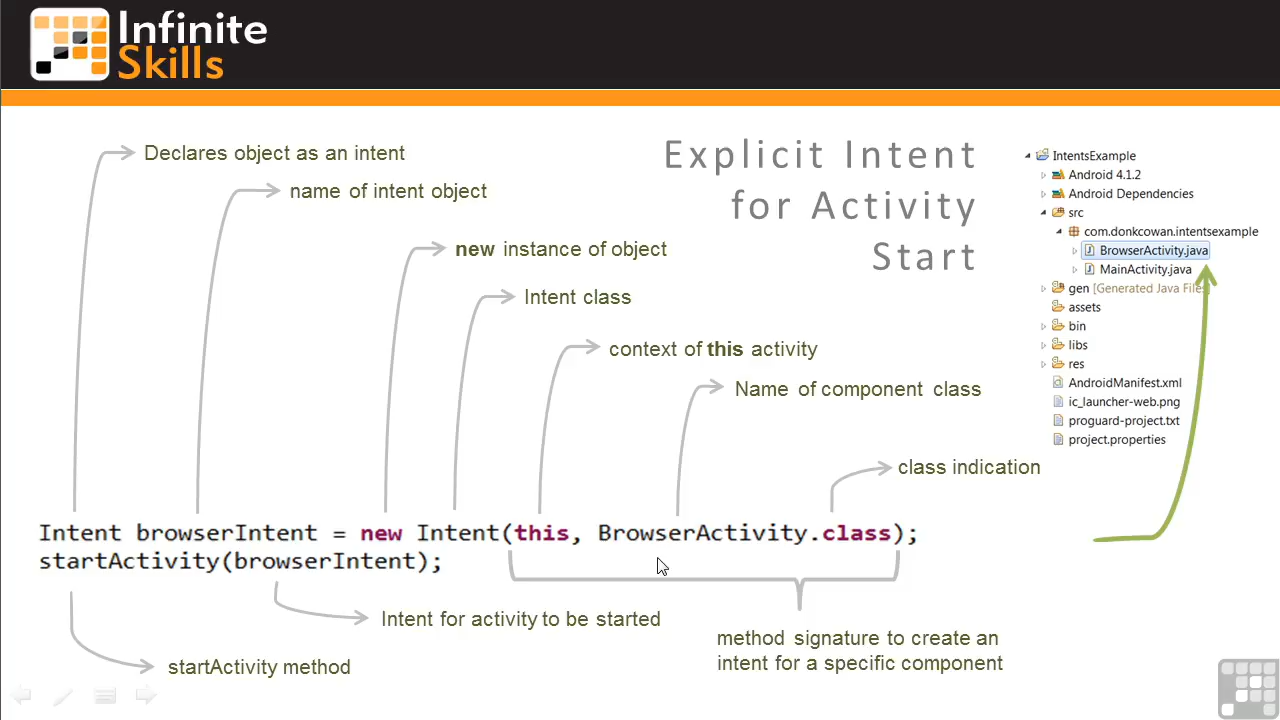 Infinite
Skills
Explicit Intent
for Activity
Start
Declares object as an intent
name of intent object
new instance of object
Intent class
context of this activity
Name of component class
class indication
Intent browserIntent = new Intent(this, BrowserActivity.class);
startActivity(browserIntent);
Intent for activity to be started
startActivity method
method signature to create an
intent for a specific component
IntentsExample
Android 4.1.2
Android Dependencies
src
com.donkcowan.intentsexample
BrowserActivity.java
MainActivity.java
gen [Generated Java Files]
assets
bin
libs
res
AndroidManifest.xml
ic_launcher-web.png
proguard-project.txt
project.properties